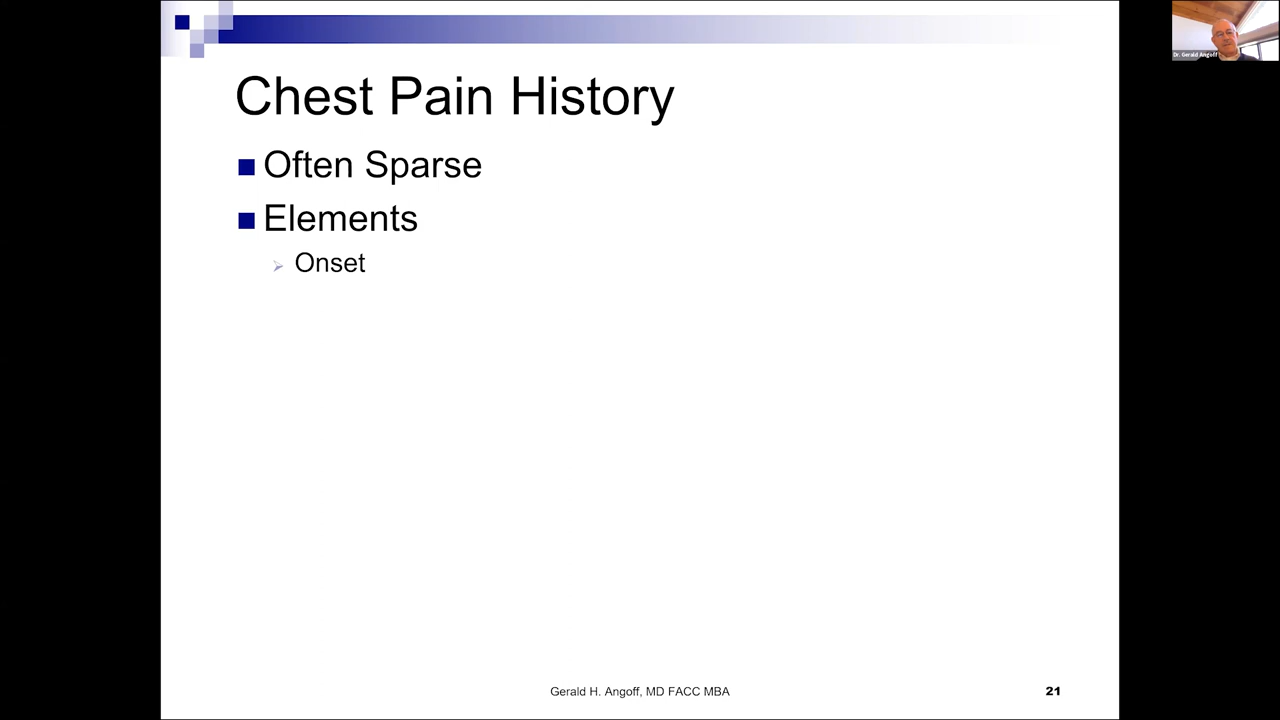 Dr. Gerald Angoff
Chest Pain History
Often Sparse
Elements
Onset
Gerald H. Angoff, MD FACC MBA
21